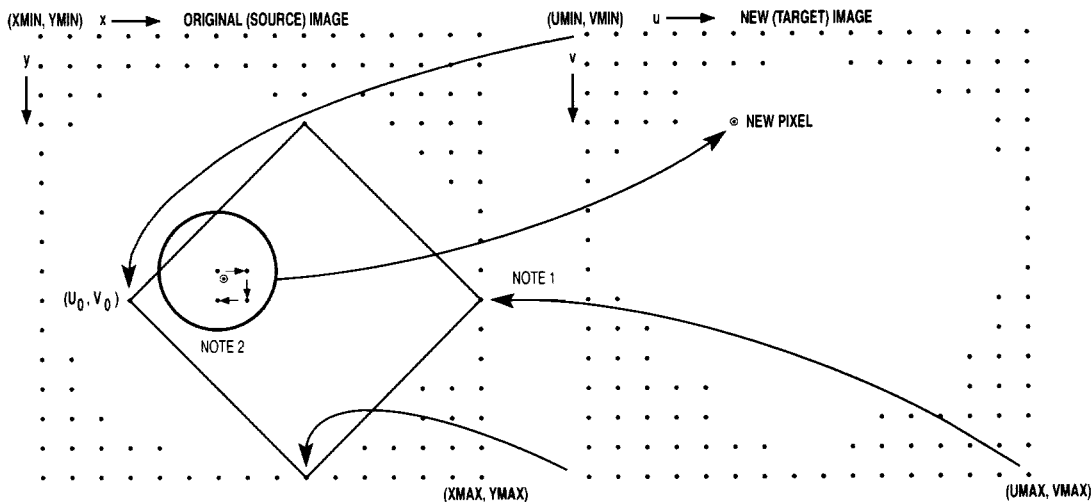 (XMIN, YMIN) x ORIGINAL (SOURCE) IMAGE (UMIN, VMIN) u NEW (TARGET) IMAGE
y v
NEW PIXEL
NOTE 1
(U0, V0)
NOTE 2
(XMAX, YMAX) (UMAX, VMAX)